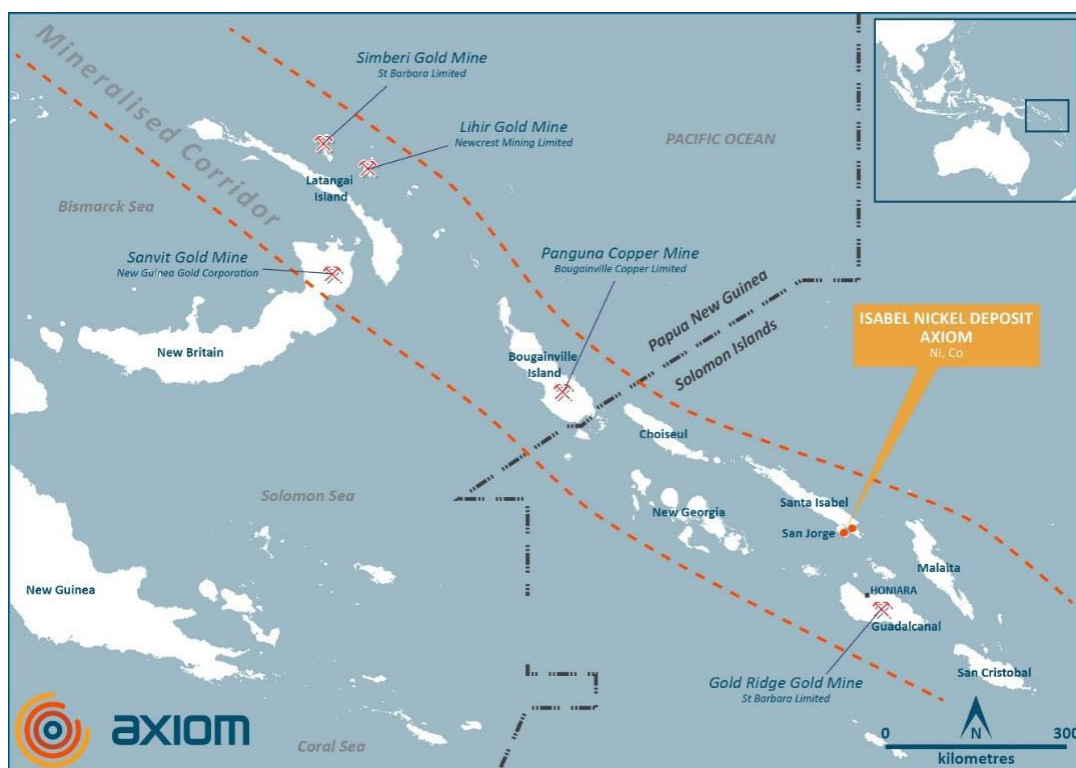 Mineralised Corridor
Simberi Gold Mine
St Barbara Limited
Lihir Gold Mine
Newcrest Mining Limited
PACIFIC OCEAN
Latangai
Island
Bismarck Sea
Sanvit Gold Mine
New Guinea Gold Corporation
Panguna Copper Mine
Bougainville Copper Limited
Papua New Guinea
Solomon Islands
ISABEL NICKEL DEPOSIT
AXIOM
Ni, Co
New Britain
Bougainville
Island
Choiseul
Solomon Sea
Santa Isabel
New Georgia
San Jorge
Malaita
New Guinea
HONIARA
Guadalcanal
San Cristobal
Gold Ridge Gold Mine
St Barbara Limited
N
0 300
kilometres
axiom
Coral Sea